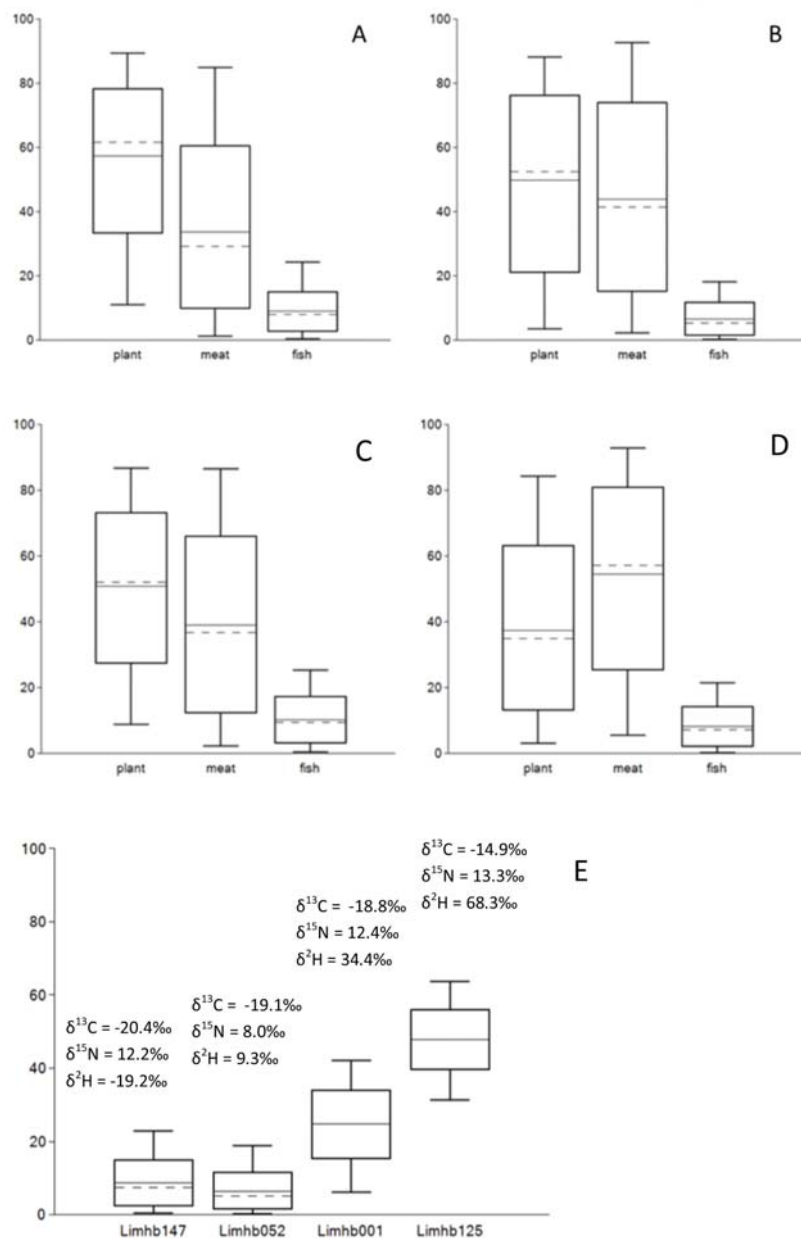 A
100
80
60
40
20
0
plant meat fish
B
100
80
60
40
20
0
plant meat fish
C
100
80
60
40
20
0
plant meat fish
D
100
80
60
40
20
0
plant meat fish
E
100
80
60
40
20
0
δ¹³C = -20.4‰
δ¹⁵N = 12.2‰
δ²H = -19.2‰
δ¹³C = -19.1‰
δ¹⁵N = 8.0‰
δ²H = 9.3‰
δ¹³C = -18.8‰
δ¹⁵N = 12.4‰
δ²H = 34.4‰
δ¹³C = -14.9‰
δ¹⁵N = 13.3‰
δ²H = 68.3‰
Limhb147 Limhb052 Limhb001 Limhb125